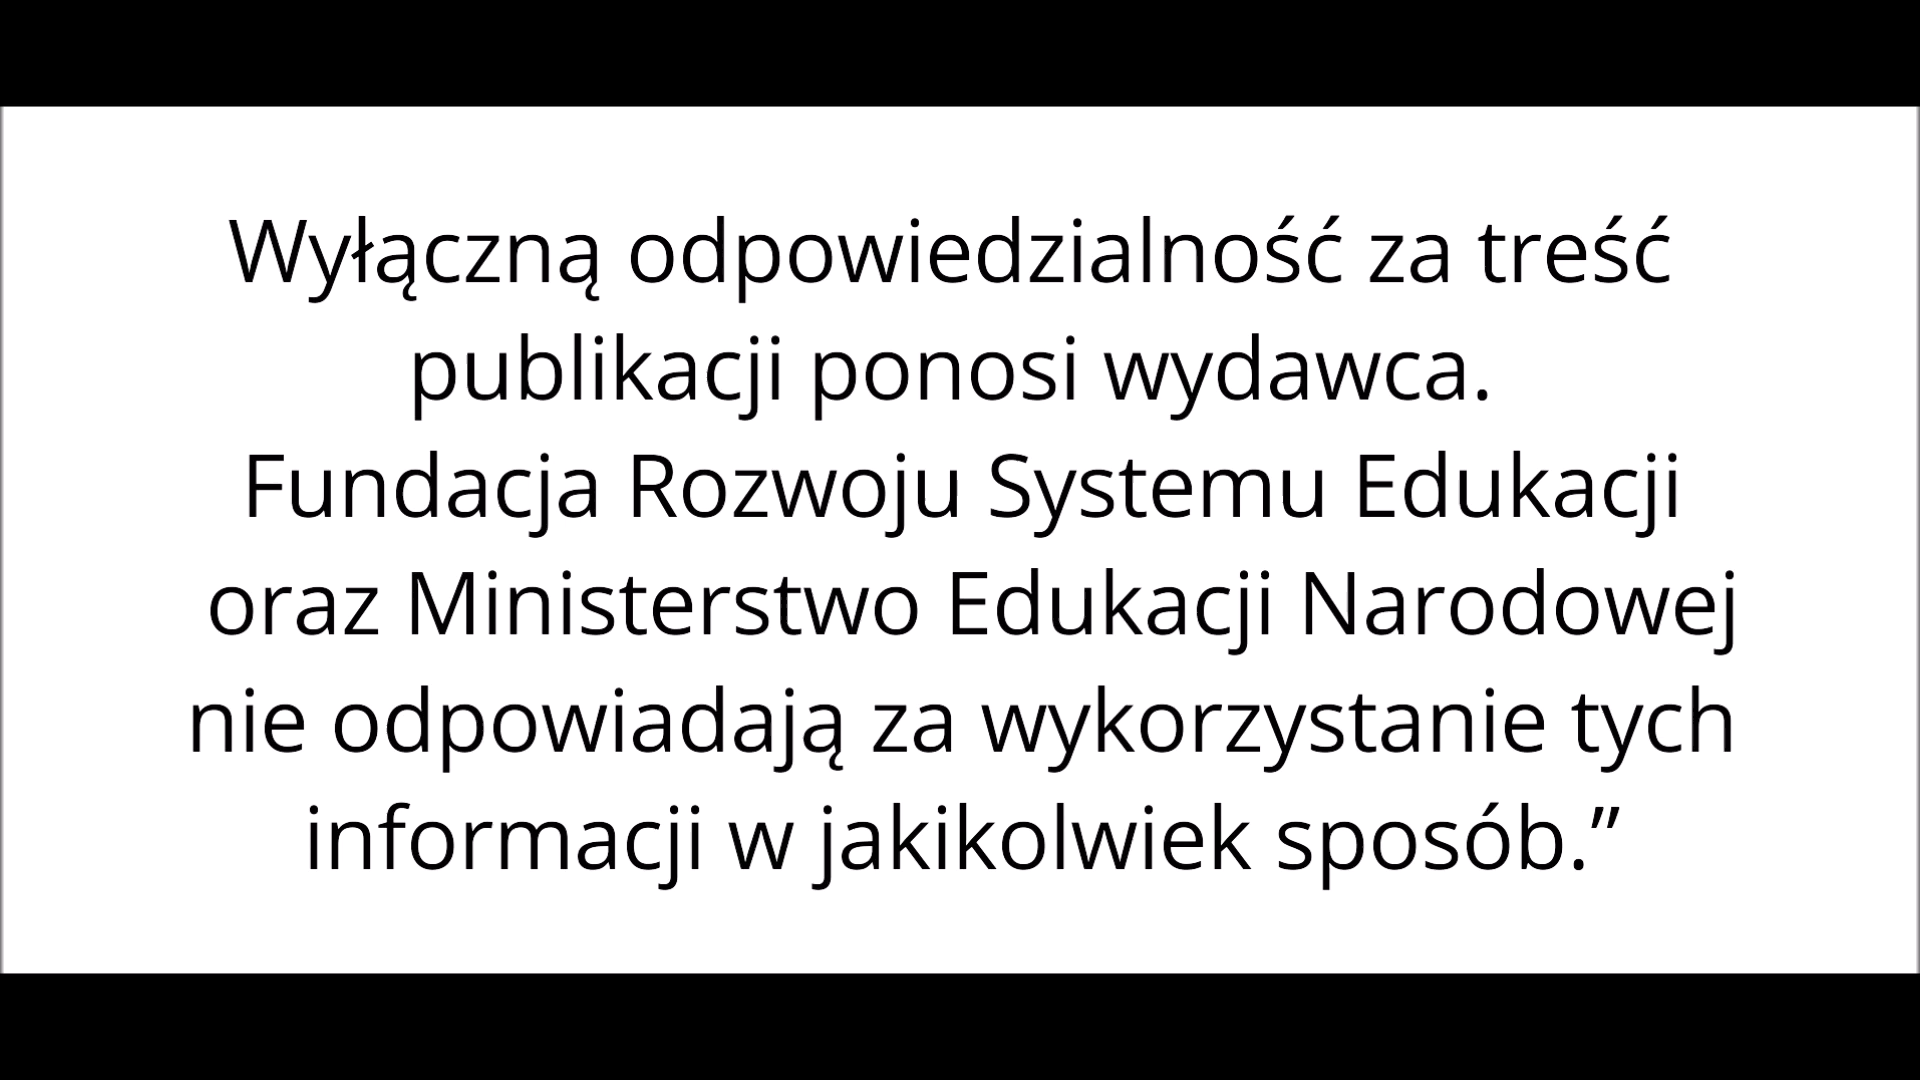 Wyłączną odpowiedzialność za treść
publikacji ponosi wydawca.
Fundacja Rozwoju Systemu Edukacji
oraz Ministerstwo Edukacji Narodowej
nie odpowiadają za wykorzystanie tych
informacji w jakikolwiek sposób.”